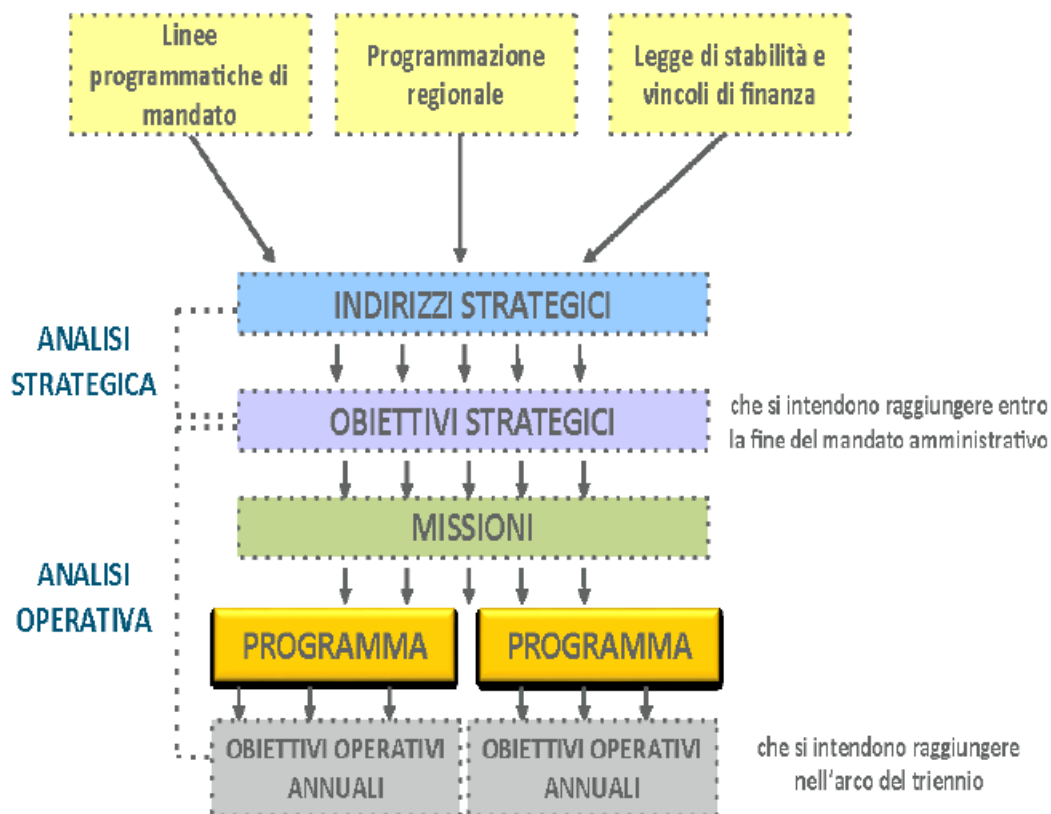 Linee
programmatiche di
mandato
Programmazione
regionale
Legge di stabilità e
vincoli di finanza
INDIRIZZI STRATEGICI
ANALISI
STRATEGICA
OBIETTIVI STRATEGICI
che si intendono raggiungere entro
la fine del mandato amministrativo
MISSIONI
ANALISI
OPERATIVA
PROGRAMMA
PROGRAMMA
OBIETTIVI OPERATIVI
ANNUALI
OBIETTIVI OPERATIVI
ANNUALI
che si intendono raggiungere
nell'arco del triennio